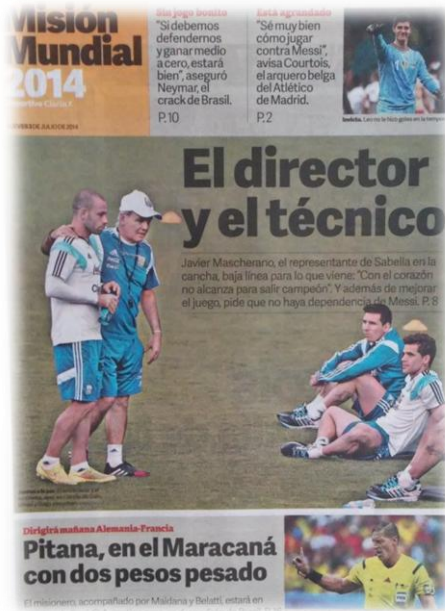 Misión
Mundial
2014
Sin jogo bonito
"Si debemos
defendernos
y ganar medio
a cero, estará
bien", aseguró
Neymar, el
crack de Brasil.
P.10
Está agrandado
"Sé muy bien
cómo jugar
contra Messi",
avisa Courtois,
el arquero belga
del Atlético
de Madrid.
P.2
El director
y el técnico
Javier Mascherano, el representante de Sabella en la
cancha, baja línea para lo que viene: "Con el corazón
no alcanza para salir campeón". Y además de mejorar
el juego, pide que no haya dependencia de Messi. P. 8
Dirigirá mañana Alemania-Francia
Pitana, en el Maracaná
con dos pesos pesado
El misionero, acompañado por Maidana y Belatti, estará en